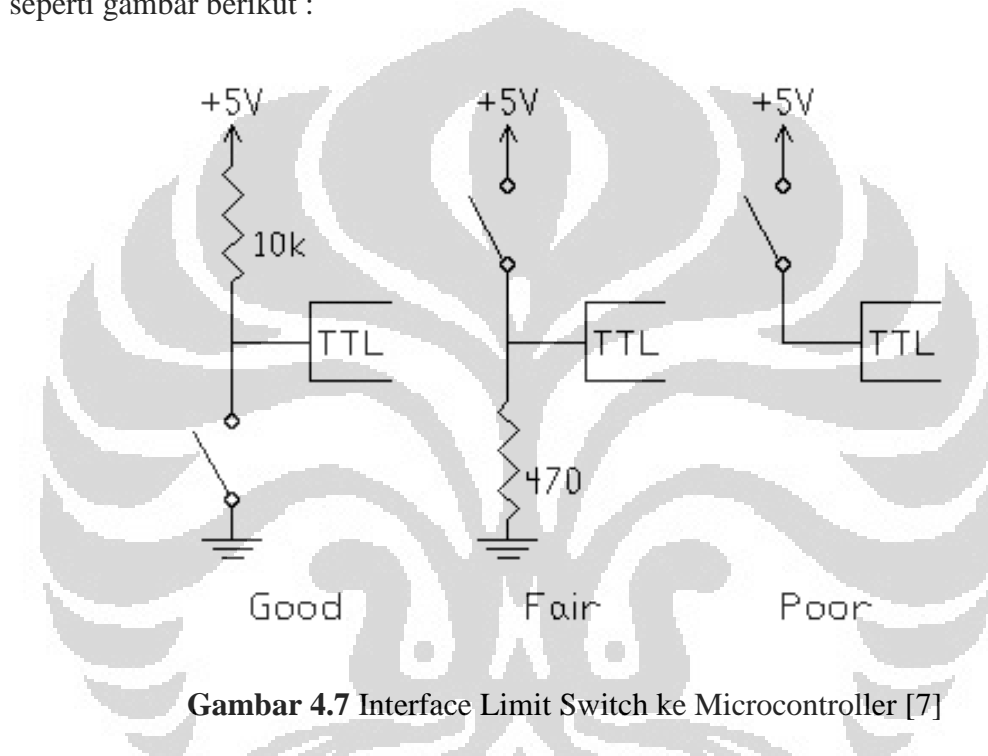 seperti gambar berikut :
+5V +5V +5V
10k
TTL TTL TTL
470
Good Fair Poor
Gambar 4.7 Interface Limit Switch ke Microcontroller [7]